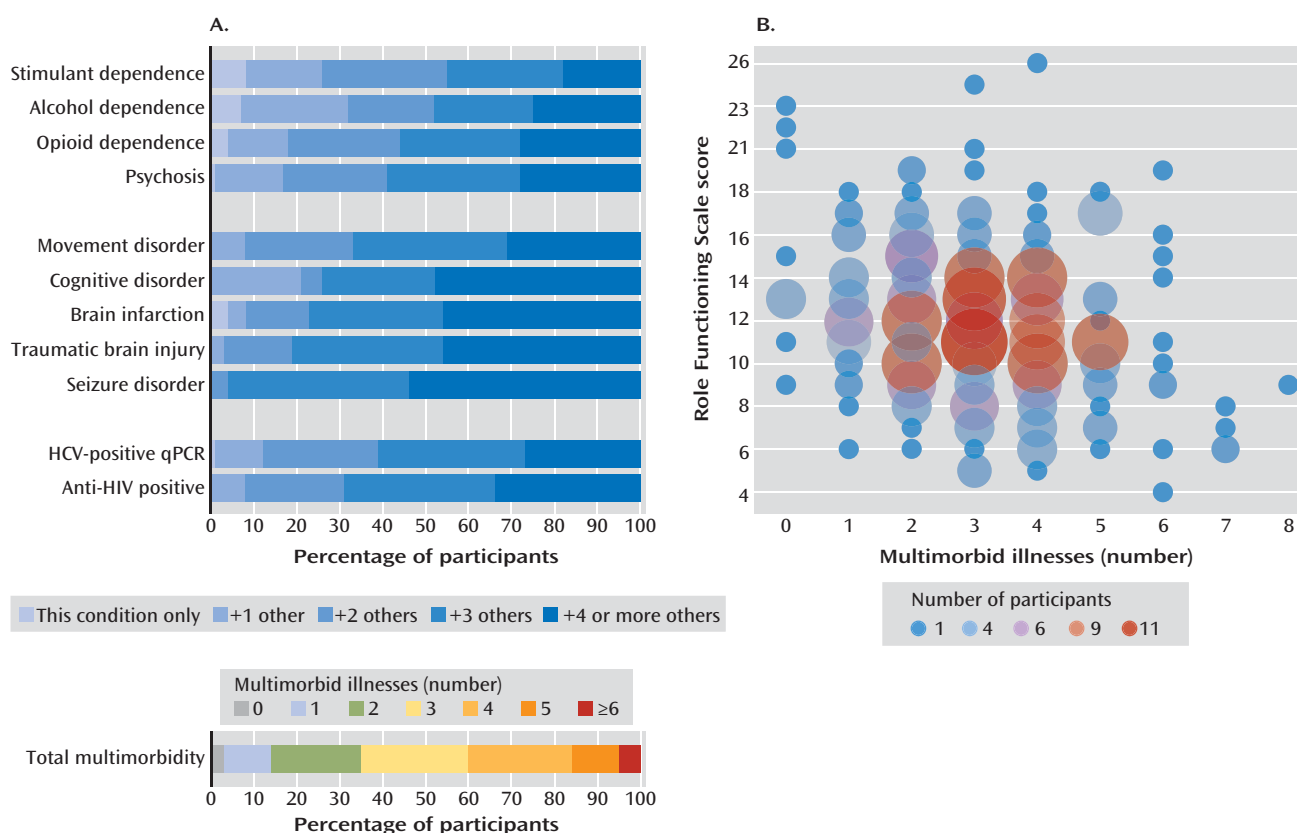 A.
Stimulant dependence
Alcohol dependence
Opioid dependence
Psychosis
Movement disorder
Cognitive disorder
Brain infarction
Traumatic brain injury
Seizure disorder
HCV-positive qPCR
Anti-HIV positive
0 10 20 30 40 50 60 70 80 90 100
Percentage of participants
This condition only +1 other +2 others +3 others +4 or more others
Multimorbid illnesses (number)
0 1 2 3 4 5 ≥6
Total multimorbidity
0 10 20 30 40 50 60 70 80 90 100
Percentage of participants
B.
Role Functioning Scale score
26
23
21
18
16
14
12
10
8
6
4
0 1 2 3 4 5 6 7 8
Multimorbid illnesses (number)
Number of participants
1 4 6 9 11